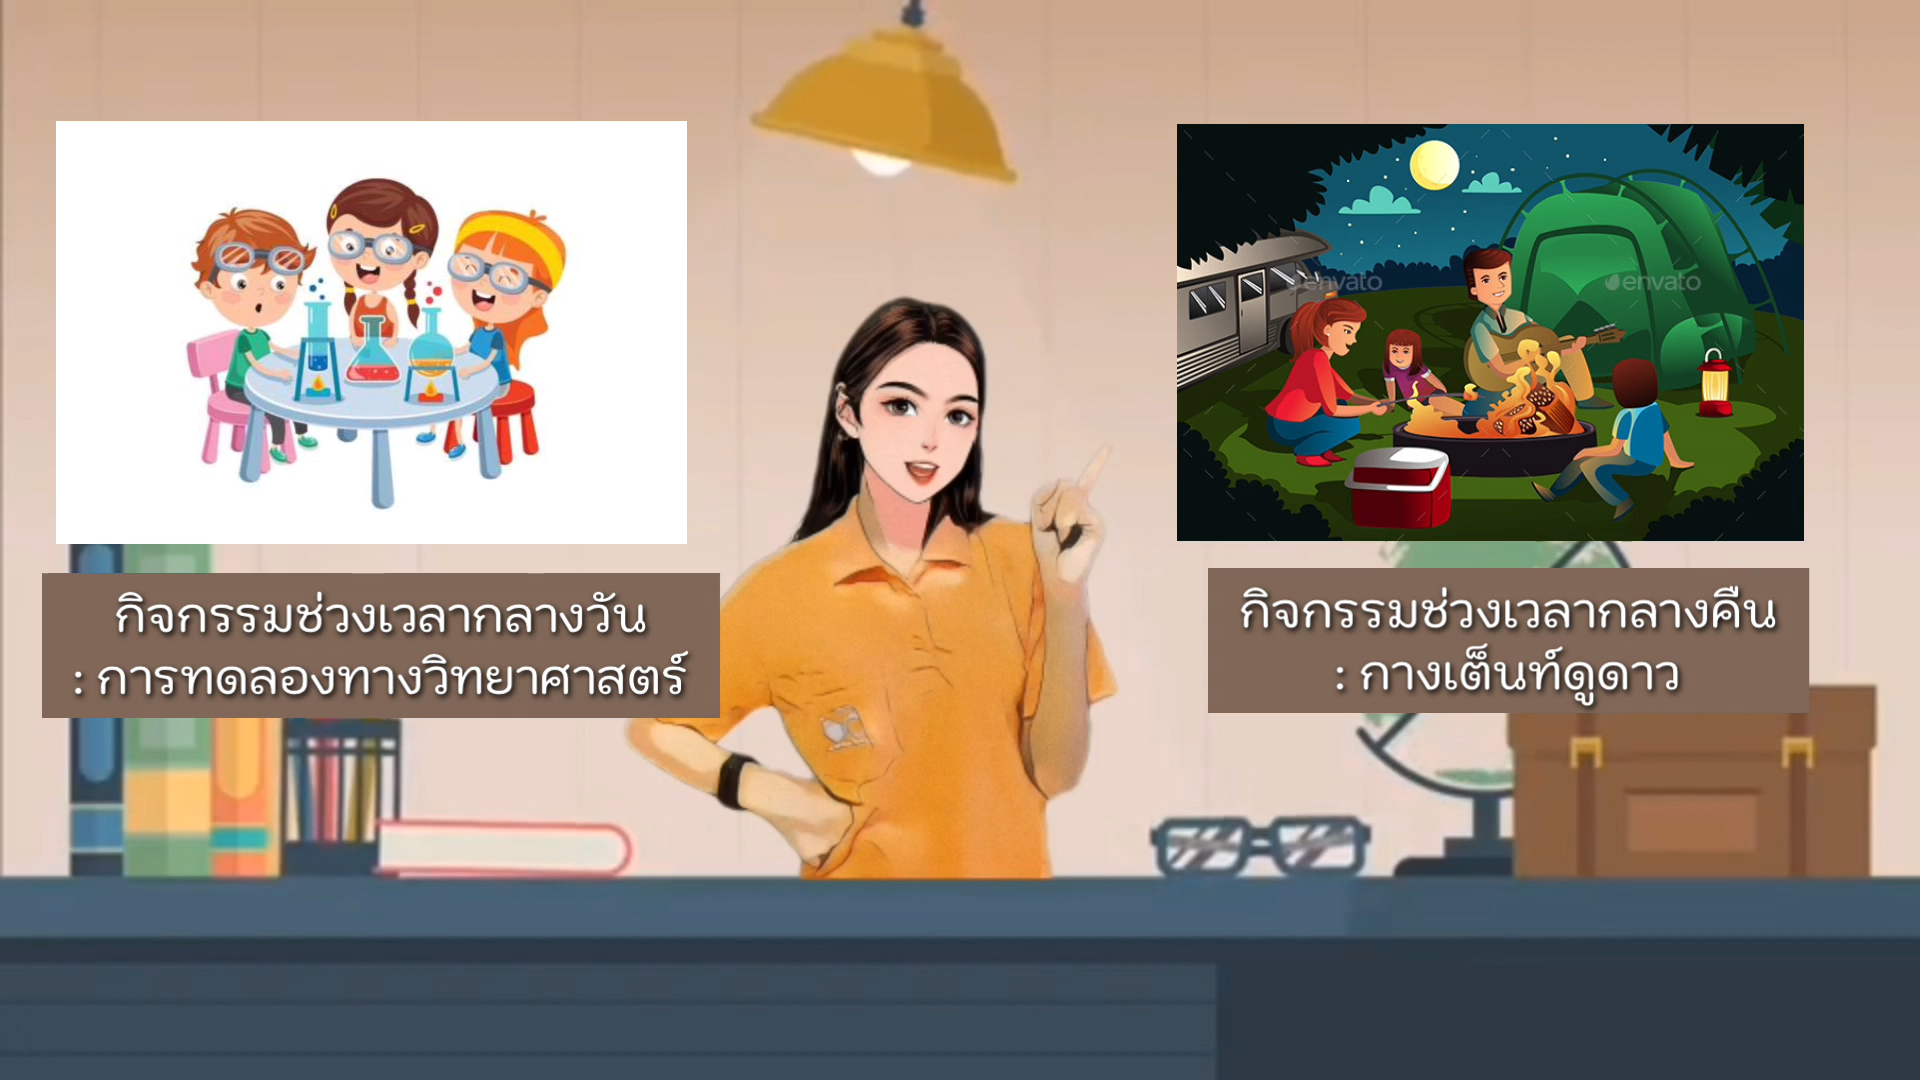 กิจกรรมช่วงเวลากลางวัน
: การทดลองทางวิทยาศาสตร์
envato
envato
กิจกรรมช่วงเวลากลางคืน
: กางเต็นท์ดูดาว